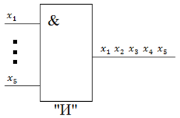 x₁
&
x₁ x₂ x₃ x₄ x₅
x₅
"И"